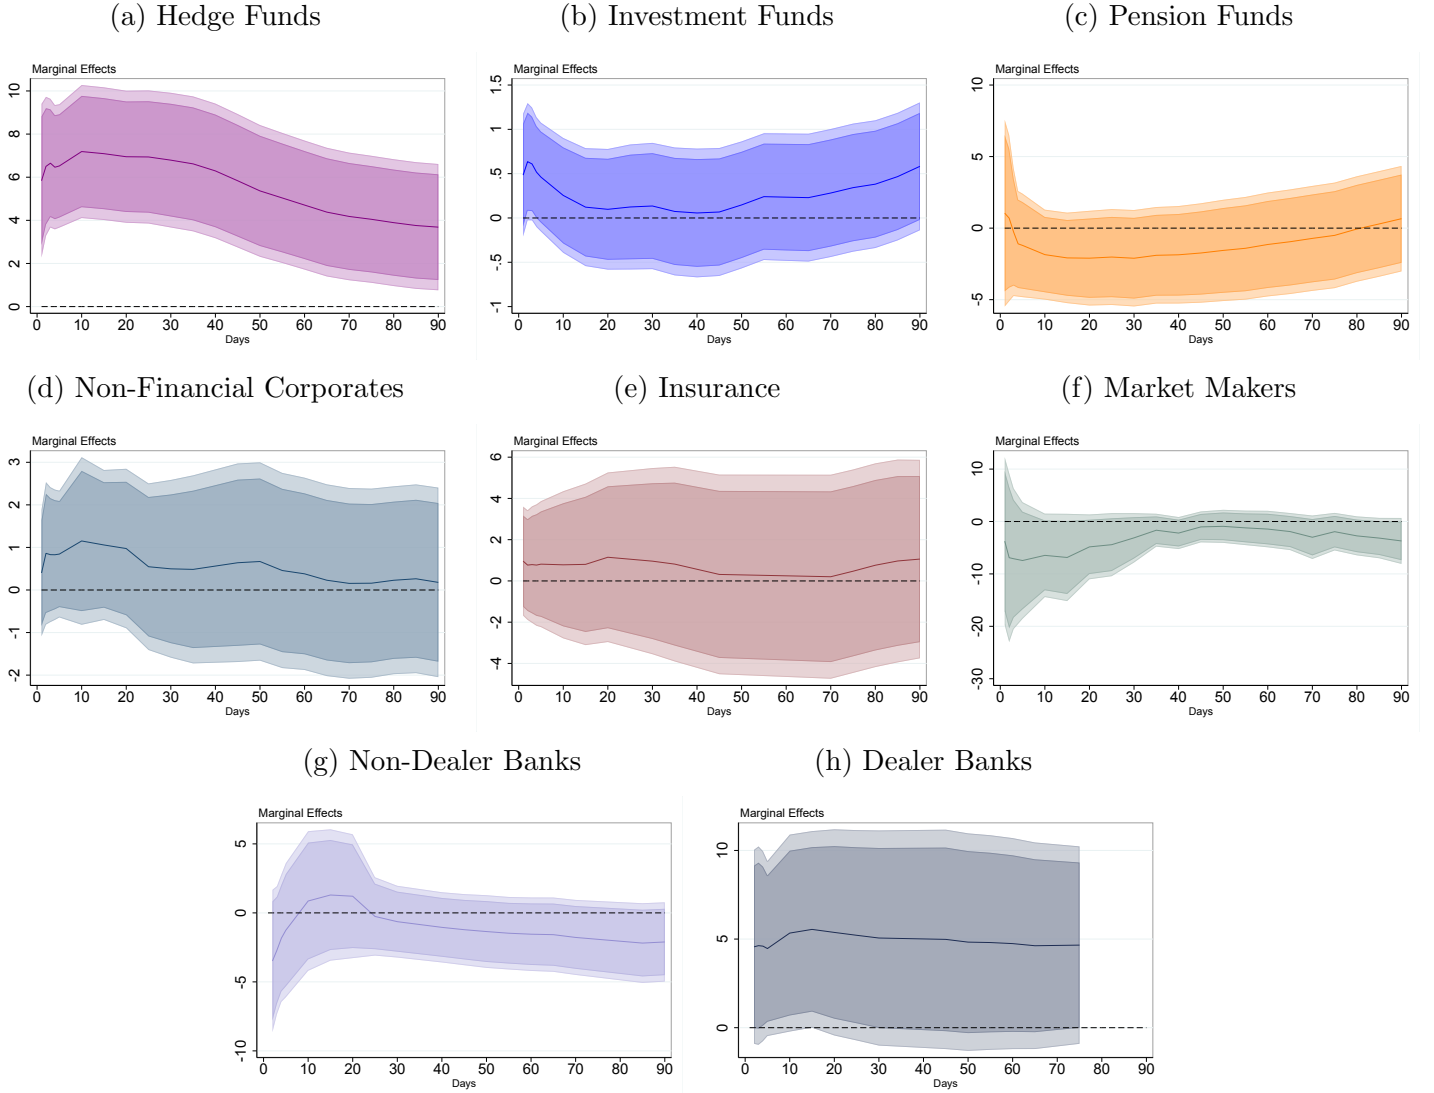 (a) Hedge Funds
Marginal Effects
10
8
6
4
2
0
0 10 20 30 40 50 60 70 80 90
Days
(b) Investment Funds
Marginal Effects
1.5
1
.5
0
-.5
-1
0 10 20 30 40 50 60 70 80 90
Days
(c) Pension Funds
Marginal Effects
10
5
0
-5
0 10 20 30 40 50 60 70 80 90
Days
(d) Non-Financial Corporates
Marginal Effects
3
2
1
0
-1
-2
0 10 20 30 40 50 60 70 80 90
Days
(e) Insurance
Marginal Effects
6
4
2
0
-2
-4
0 10 20 30 40 50 60 70 80 90
Days
(f) Market Makers
Marginal Effects
10
0
-10
-20
-30
0 10 20 30 40 50 60 70 80 90
Days
(g) Non-Dealer Banks
Marginal Effects
5
0
-5
-10
0 10 20 30 40 50 60 70 80 90
Days
(h) Dealer Banks
Marginal Effects
10
5
0
0 10 20 30 40 50 60 70 80 90
Days